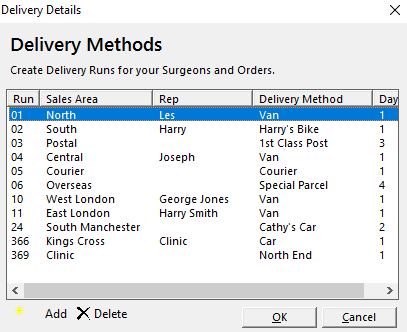 Delivery Details
Delivery Methods
Create Delivery Runs for your Surgeons and Orders.
Run Sales Area Rep Delivery Method Day
01 North Les Van 1
02 South Harry Harry's Bike 1
03 Postal 1st Class Post 3
04 Central Joseph Van 1
05 Courier Courier 1
06 Overseas Special Parcel 4
10 West London George Jones Van 1
11 East London Harry Smith Van 1
24 South Manchester Cathy's Car 2
366 Kings Cross Clinic Car 1
369 Clinic North End 1
Add Delete OK Cancel